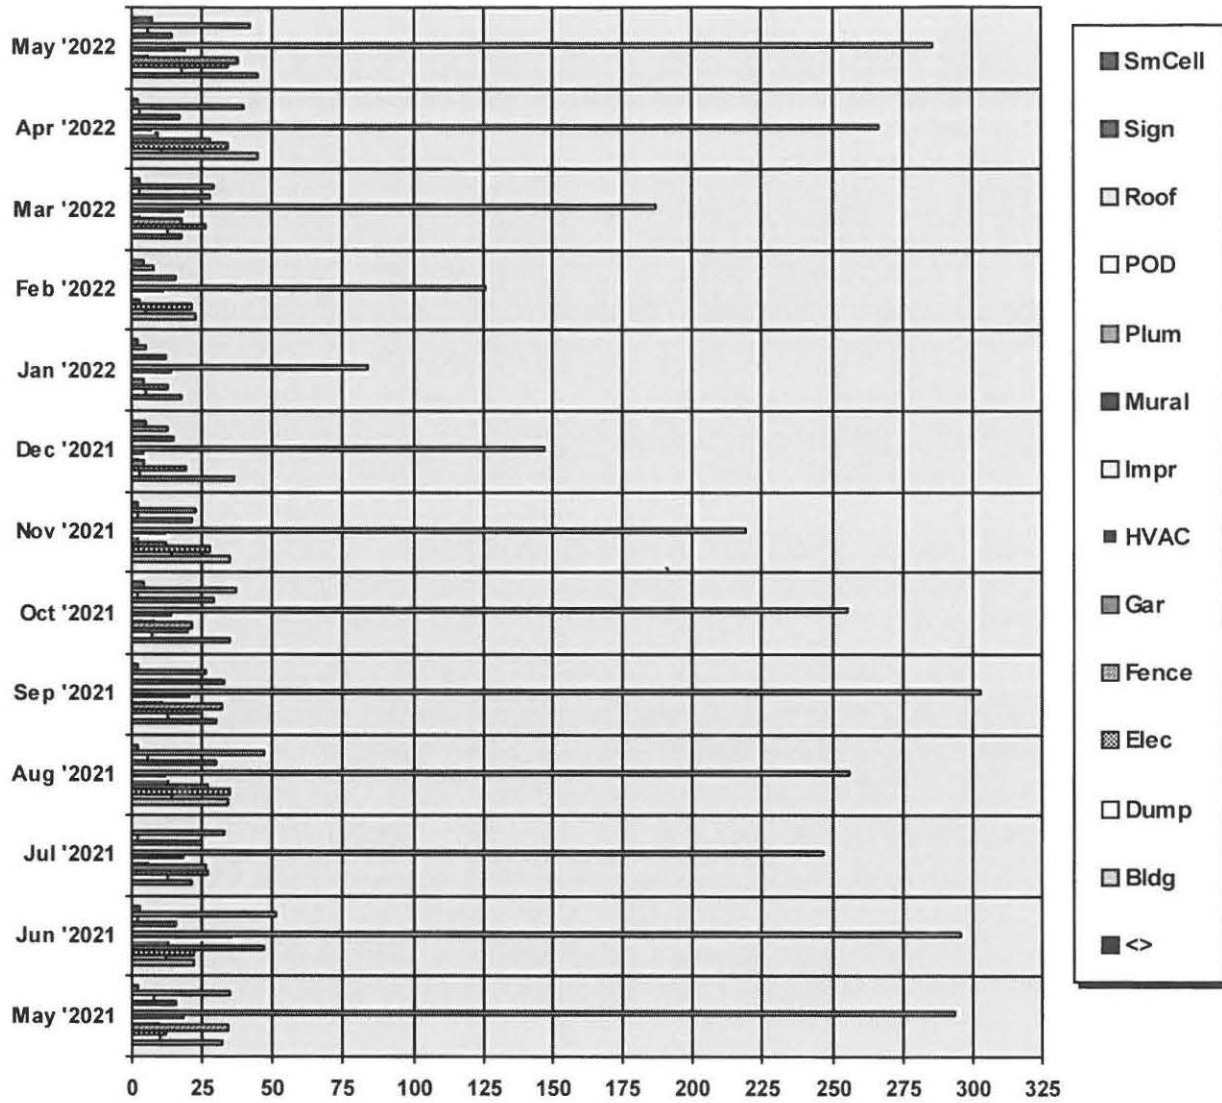 May '2022
Apr '2022
Mar '2022
Feb '2022
Jan '2022
Dec '2021
Nov '2021
Oct '2021
Sep '2021
Aug '2021
Jul '2021
Jun '2021
May '2021
0 25 50 75 100 125 150 175 200 225 250 275 300 325
SmCell
Sign
Roof
POD
Plum
Mural
Impr
HVAC
Gar
Fence
Elec
Dump
Bldg
<>